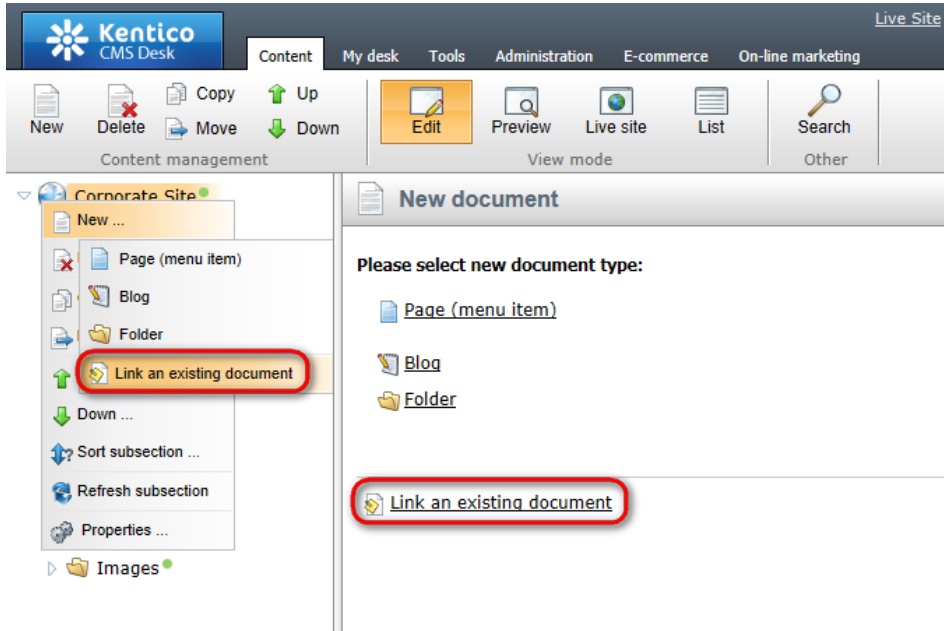 Live Site
Kentico
CMS Desk
Content My desk Tools Administration E-commerce On-line marketing
Copy Up
New Delete Move Down Edit Preview Live site List Search
Content management View mode Other
Corporate Site
New ...
Page (menu item)
Blog
Folder
Link an existing document
Down ...
Sort subsection ...
Refresh subsection
Properties ...
Images
New document
Please select new document type:
Page (menu item)
Blog
Folder
Link an existing document